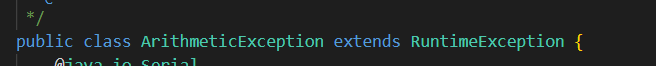 */
public class ArithmeticException extends RuntimeException {
@java.io.Serial